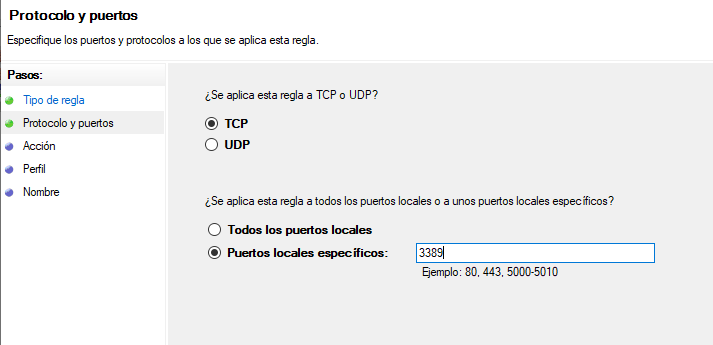 Protocolo y puertos
Especifique los puertos y protocolos a los que se aplica esta regla.
Pasos:
Tipo de regla
Protocolo y puertos
Acción
Perfil
Nombre
¿Se aplica esta regla a TCP o UDP?
TCP
UDP
¿Se aplica esta regla a todos los puertos locales o a unos puertos locales específicos?
Todos los puertos locales
Puertos locales específicos: 3389
Ejemplo: 80, 443, 5000-5010